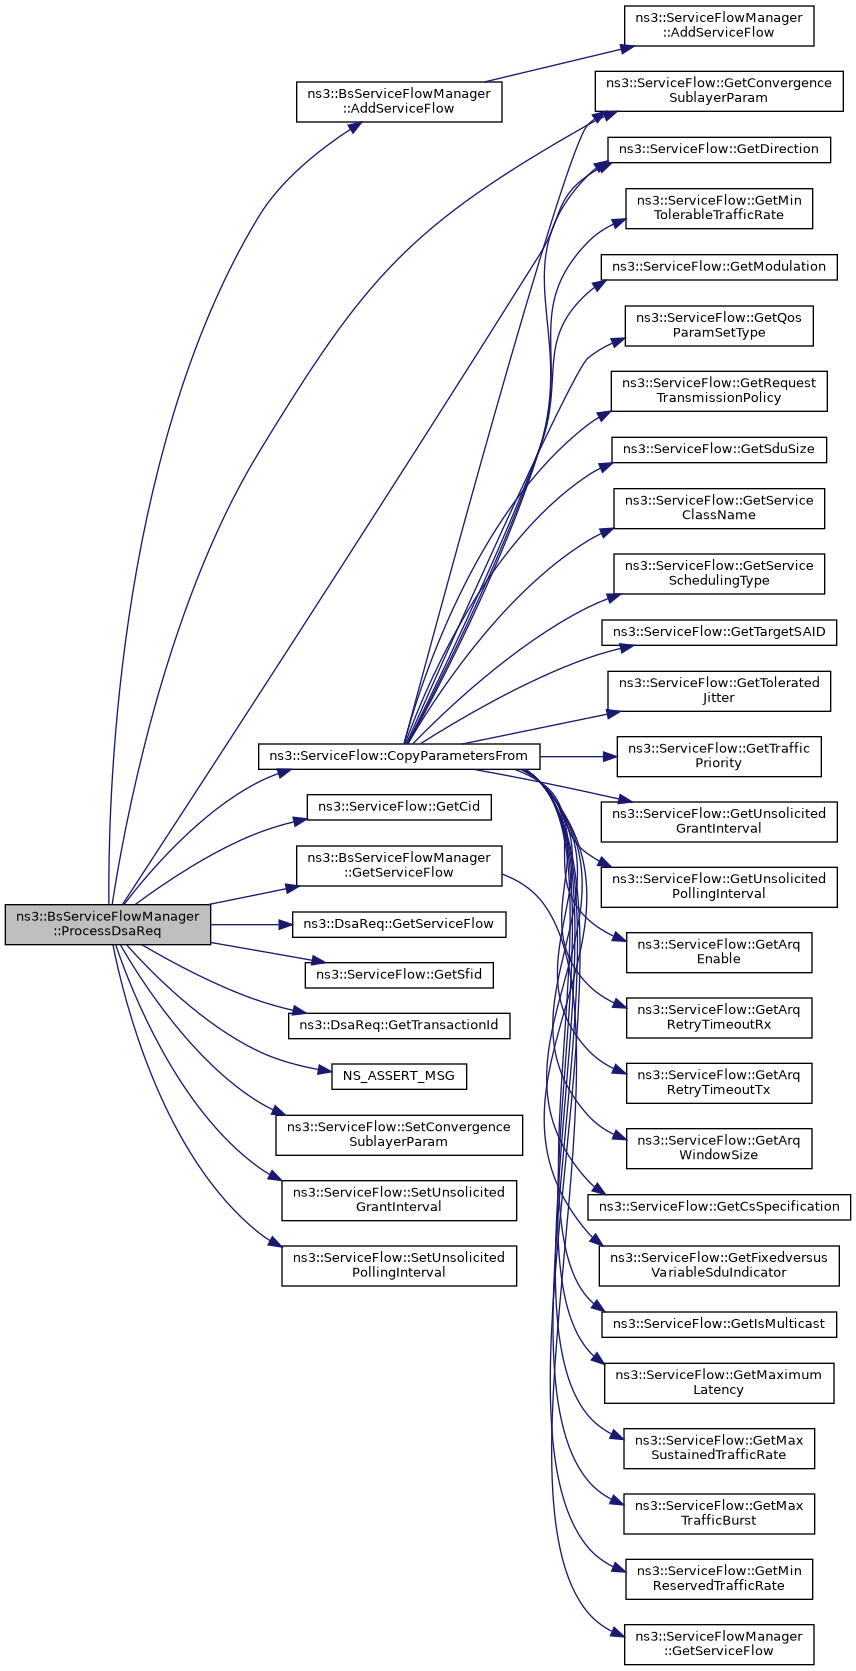 ns3::ServiceFlowManager
::AddServiceFlow
ns3::BsServiceFlowManager
::AddServiceFlow
ns3::ServiceFlow::GetConvergence
SublayerParam
ns3::ServiceFlow::GetDirection
ns3::ServiceFlow::GetMin
TolerableTrafficRate
ns3::ServiceFlow::GetModulation
ns3::ServiceFlow::GetQos
ParamSetType
ns3::ServiceFlow::GetRequest
TransmissionPolicy
ns3::ServiceFlow::GetSduSize
ns3::ServiceFlow::GetService
ClassName
ns3::ServiceFlow::GetService
SchedulingType
ns3::ServiceFlow::GetTargetSAID
ns3::ServiceFlow::GetTolerated
Jitter
ns3::ServiceFlow::CopyParametersFrom
ns3::ServiceFlow::GetTraffic
Priority
ns3::ServiceFlow::GetCid
ns3::ServiceFlow::GetUnsolicited
GrantInterval
ns3::BsServiceFlowManager
::GetServiceFlow
ns3::ServiceFlow::GetUnsolicited
PollingInterval
ns3::BsServiceFlowManager
::ProcessDsaReq
ns3::DsaReq::GetServiceFlow
ns3::ServiceFlow::GetArq
Enable
ns3::ServiceFlow::GetSfid
ns3::ServiceFlow::GetArq
RetryTimeoutRx
ns3::DsaReq::GetTransactionId
NS_ASSERT_MSG
ns3::ServiceFlow::GetArq
RetryTimeoutTx
ns3::ServiceFlow::SetConvergence
SublayerParam
ns3::ServiceFlow::GetArq
WindowSize
ns3::ServiceFlow::SetUnsolicited
GrantInterval
ns3::ServiceFlow::GetCsSpecification
ns3::ServiceFlow::SetUnsolicited
PollingInterval
ns3::ServiceFlow::GetFixedversus
VariableSduIndicator
ns3::ServiceFlow::GetIsMulticast
ns3::ServiceFlow::GetMaximum
Latency
ns3::ServiceFlow::GetMax
SustainedTrafficRate
ns3::ServiceFlow::GetMax
TrafficBurst
ns3::ServiceFlow::GetMin
ReservedTrafficRate
ns3::ServiceFlowManager
::GetServiceFlow